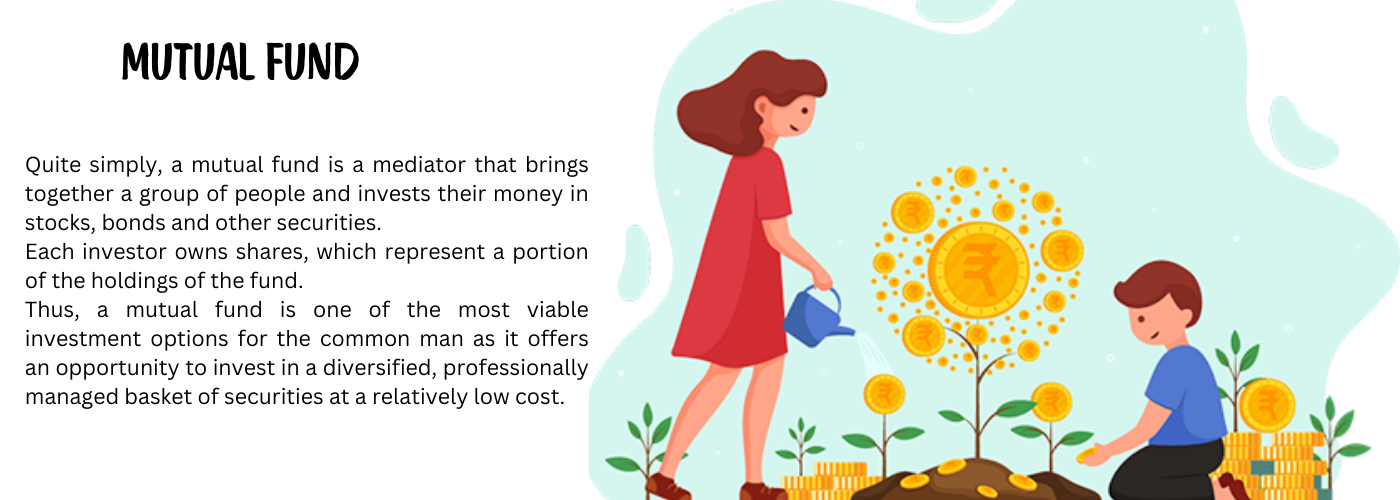 MUTUAL FUND
Quite simply, a mutual fund is a mediator that brings
together a group of people and invests their money in
stocks, bonds and other securities.
Each investor owns shares, which represent a portion
of the holdings of the fund.
Thus, a mutual fund is one of the most viable
investment options for the common man as it offers
an opportunity to invest in a diversified, professionally
managed basket of securities at a relatively low cost.